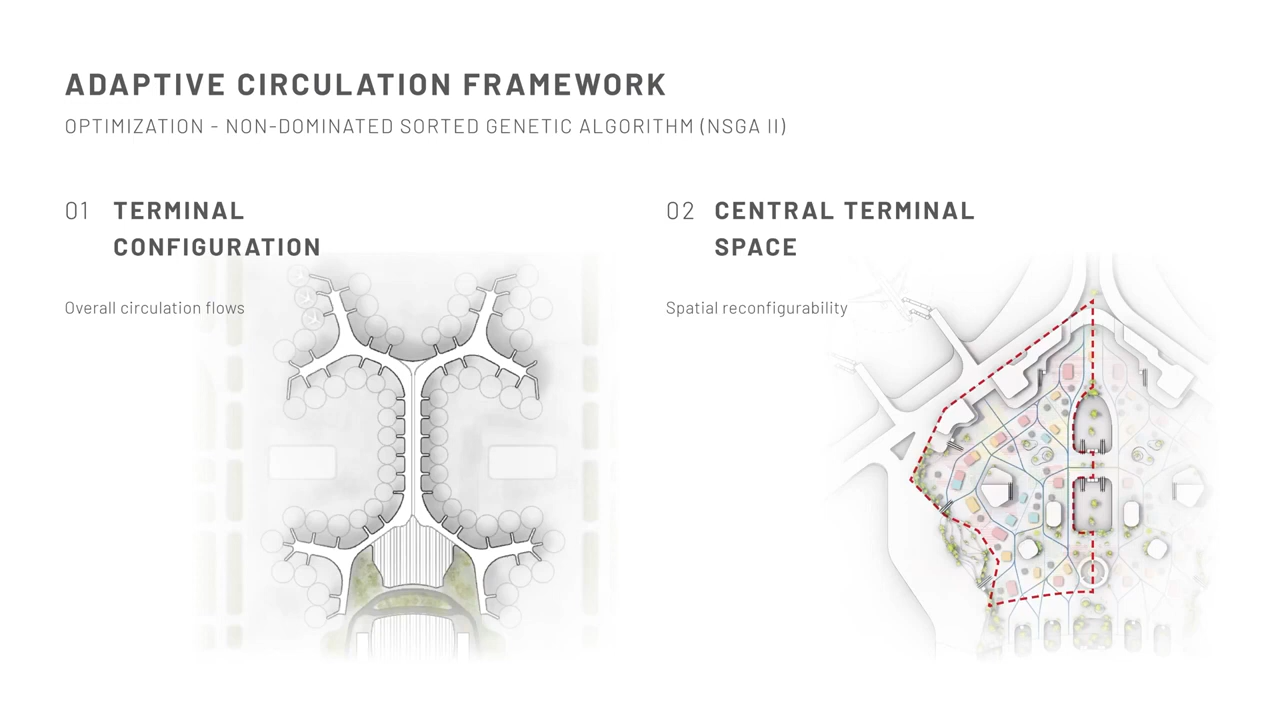 ADAPTIVE CIRCULATION FRAMEWORK
OPTIMIZATION - NON-DOMINATED SORTED GENETIC ALGORITHM (NSGA II)
01 TERMINAL
CONFIGURATION
Overall circulation flows
02 CENTRAL TERMINAL
SPACE
Spatial reconfigurability